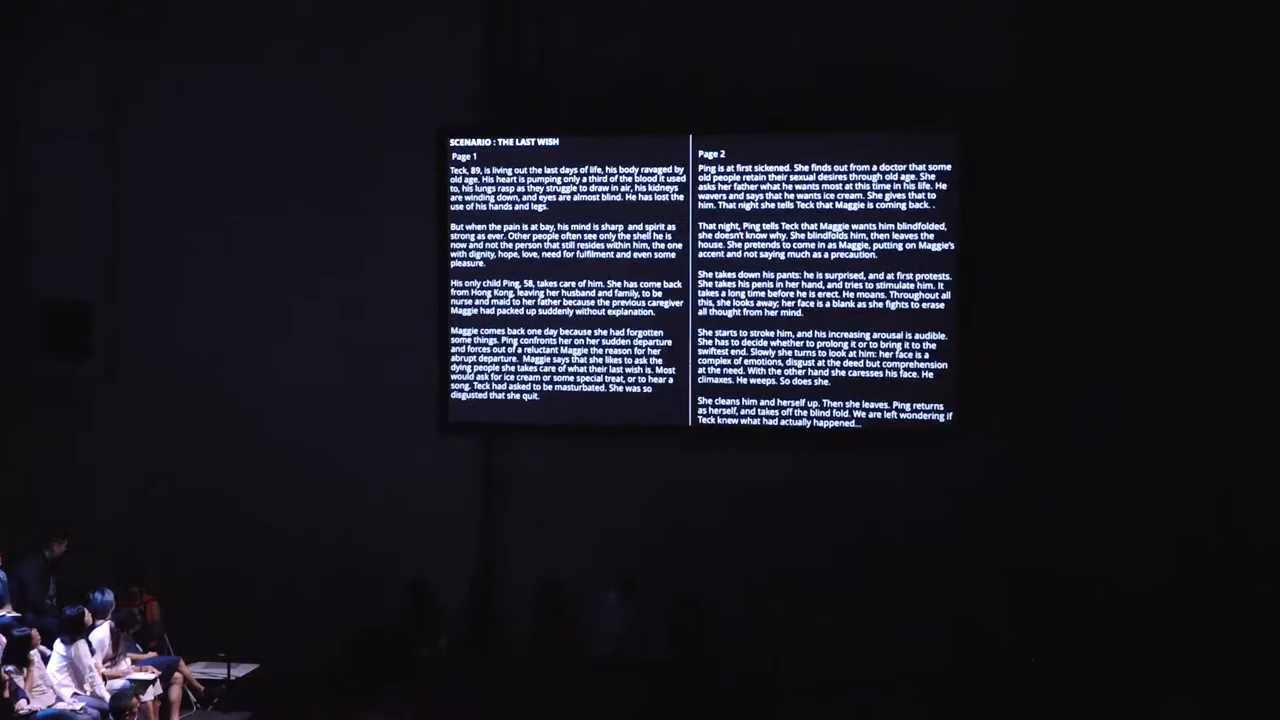 SCENARIO : THE LAST WISH
Page 1
Teck, 89, is living out the last days of life, his body ravaged by
old age. His heart is pumping only a third of the blood it used
to, his lungs rasp as they struggle to draw in air, his kidneys
are winding down, and eyes are almost blind. He has lost the
use of his hands and legs.
But when the pain is at bay, his mind is sharp and spirit as
strong as ever. Other people often see only the shell he is
now and not the person that still resides within him, the one
with dignity, hope, love, need for fulfilment and even some
pleasure.
His only child Ping, 58, takes care of him. She has come back
from Hong Kong, leaving her husband and family, to be
nurse and maid to her father because the previous caregiver
Maggie had packed up suddenly without explanation.
Maggie comes back one day because she had forgotten
some things. Ping confronts her on her sudden departure
and forces out of a reluctant Maggie the reason for her
abrupt departure. Maggie says that she likes to ask the
dying people she takes care of what their last wish is. Most
would ask for ice cream or some special treat, or to hear a
song. Teck had asked to be masturbated. She was so
disgusted that she quit.
Page 2
Ping is at first sickened. She finds out from a doctor that some
old people retain their sexual desires through old age. She
asks her father what he wants most at this time in his life. He
wavers and says that he wants ice cream. She gives that to
him. That night she tells Teck that Maggie is coming back. .
That night, Ping tells Teck that Maggie wants him blindfolded,
she doesn't know why. She blindfolds him, then leaves the
house. She pretends to come in as Maggie, putting on Maggie's
accent and not saying much as a precaution.
She takes down his pants: he is surprised, and at first protests.
She takes his penis in her hand, and tries to stimulate him. It
takes a long time before he is erect. He moans. Throughout all
this, she looks away; her face is a blank as she fights to erase
all thought from her mind.
She starts to stroke him, and his increasing arousal is audible.
She has to decide whether to prolong it or to bring it to the
swiftest end. Slowly she turns to look at him: her face is a
complex of emotions, disgust at the deed but comprehension
at the need. With the other hand she caresses his face. He
climaxes. He weeps. So does she.
She cleans him and herself up. Then she leaves. Ping returns
as herself, and takes off the blind fold. We are left wondering if
Teck knew what had actually happened...